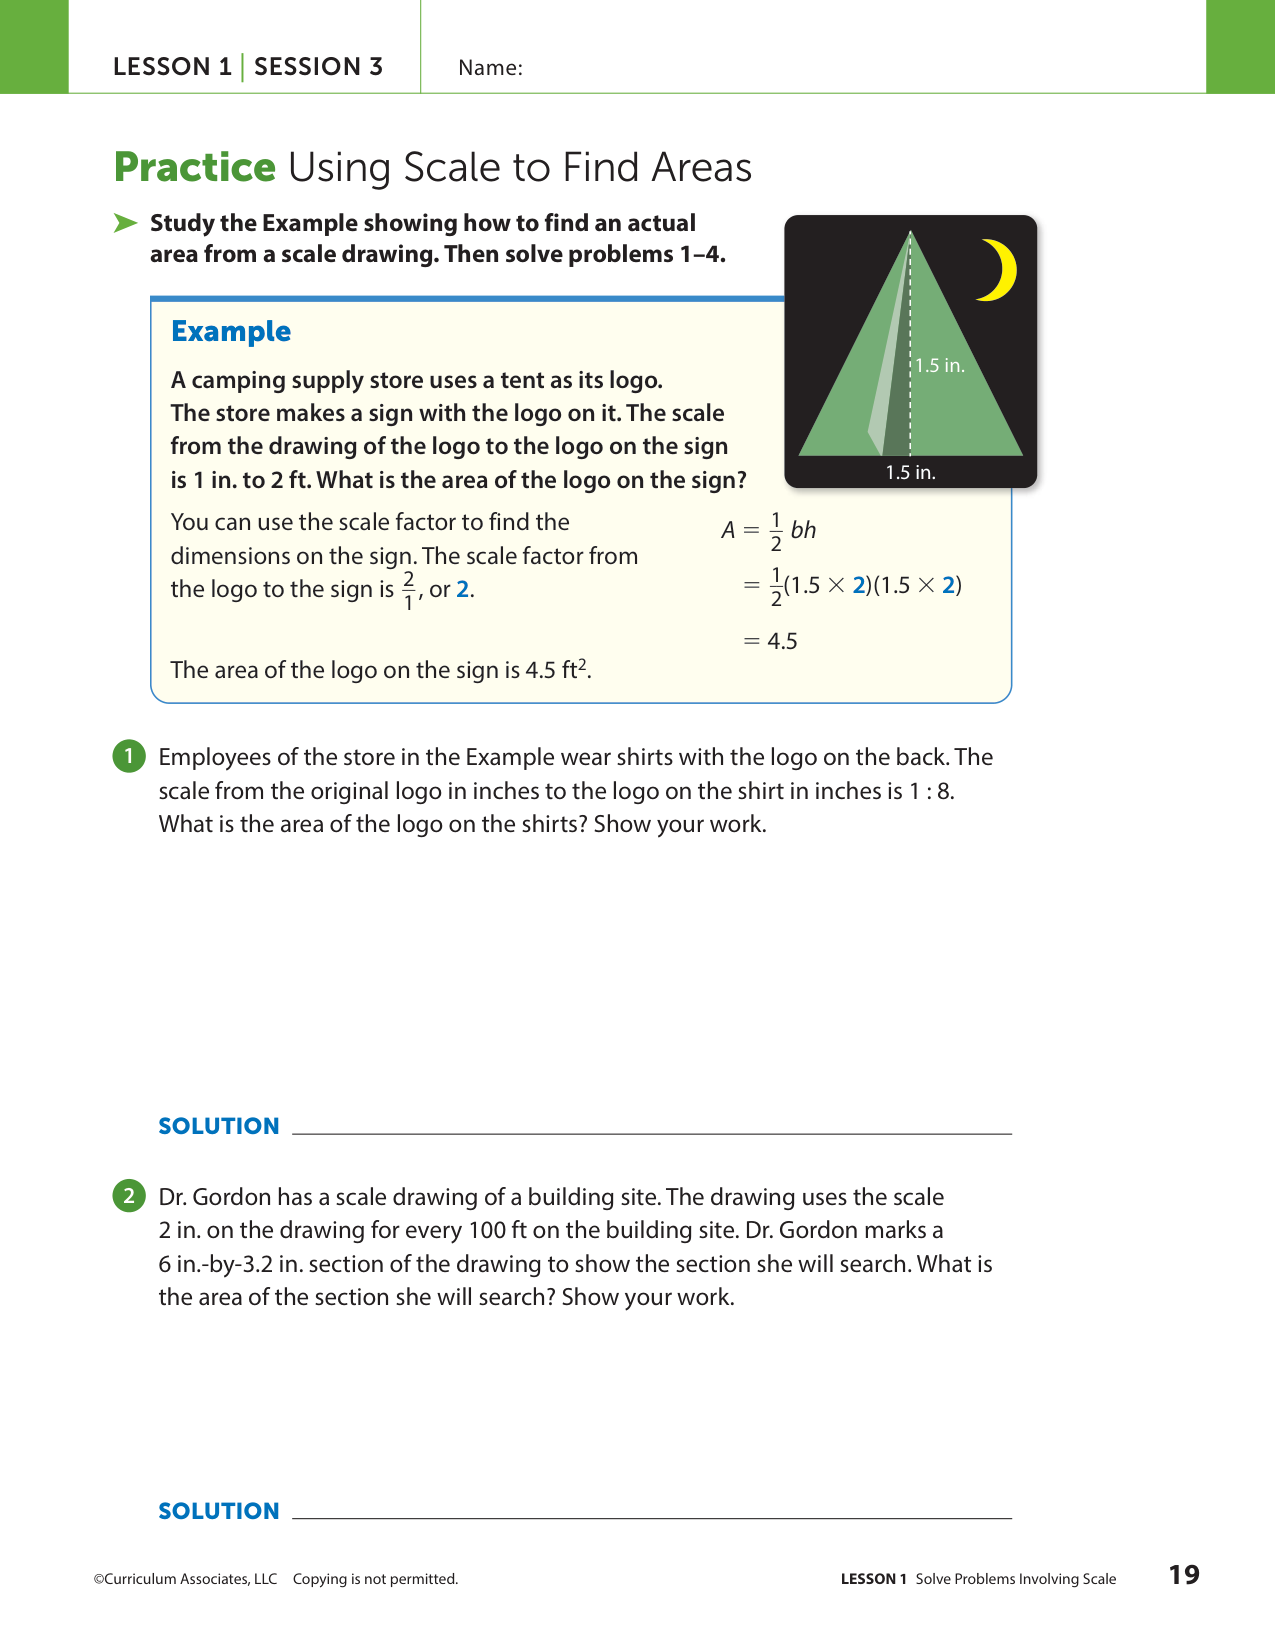 LESSON 1 | SESSION 3
Name:
Practice Using Scale to Find Areas
Study the Example showing how to find an actual
area from a scale drawing. Then solve problems 1–4.
1.5 in.
1.5 in.
Example
A camping supply store uses a tent as its logo.
The store makes a sign with the logo on it. The scale
from the drawing of the logo to the logo on the sign
is 1 in. to 2 ft. What is the area of the logo on the sign?
You can use the scale factor to find the
dimensions on the sign. The scale factor from
the logo to the sign is 2/1, or 2.
A = 1/2 bh
= 1/2(1.5 × 2)(1.5 × 2)
= 4.5
The area of the logo on the sign is 4.5 ft².
1 Employees of the store in the Example wear shirts with the logo on the back. The
scale from the original logo in inches to the logo on the shirt in inches is 1 : 8.
What is the area of the logo on the shirts? Show your work.
SOLUTION
2 Dr. Gordon has a scale drawing of a building site. The drawing uses the scale
2 in. on the drawing for every 100 ft on the building site. Dr. Gordon marks a
6 in.-by-3.2 in. section of the drawing to show the section she will search. What is
the area of the section she will search? Show your work.
SOLUTION
©Curriculum Associates, LLC Copying is not permitted.
LESSON 1 Solve Problems Involving Scale
19